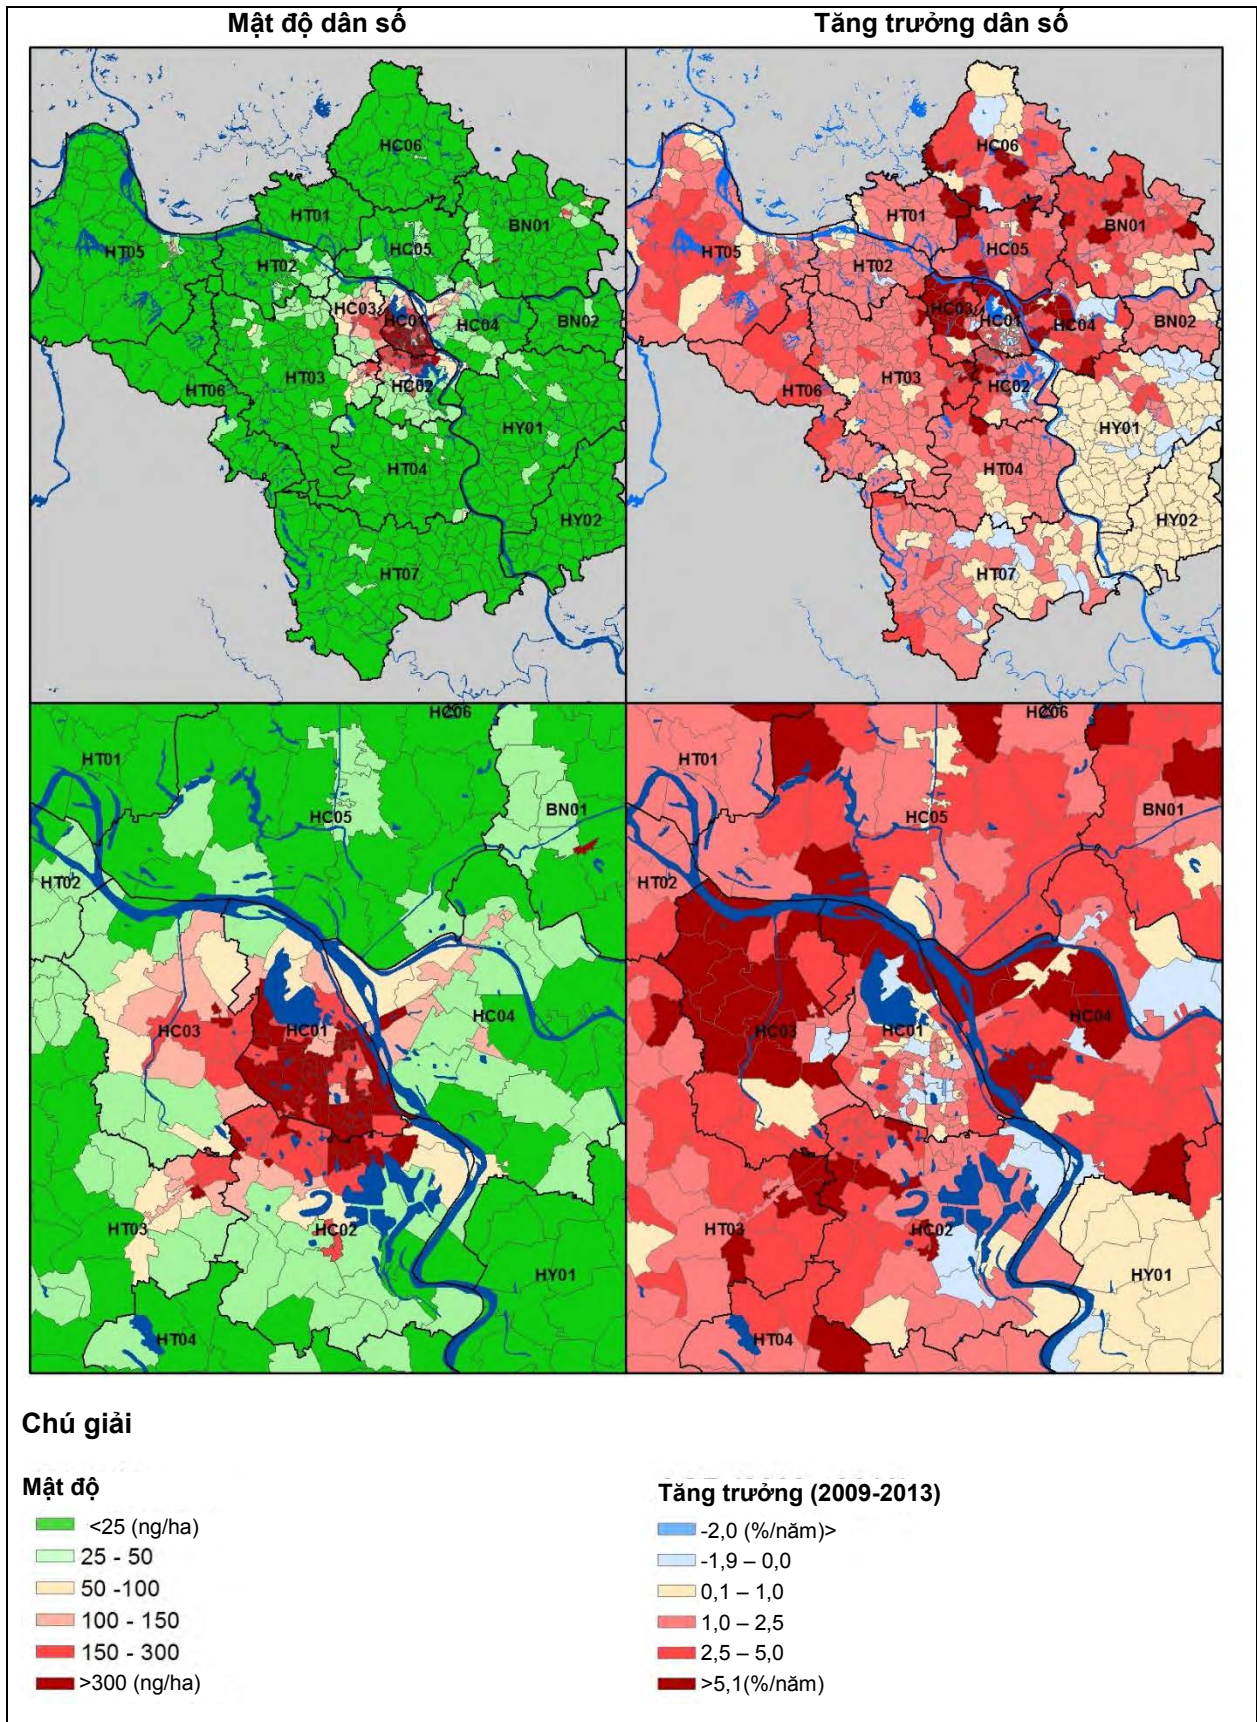 Mật độ dân số
Tăng trưởng dân số
HC06
HT01
BN01
HC05
HT05
HT02
HC03
HC01
HC04
BN02
HT03
HC02
HT06
HY01
HT04
HY02
HT07
HC06
HT01
BN01
HC05
HT05
HT02
HC03
HC01
HC04
BN02
HT03
HC02
HT06
HY01
HT04
HY02
HT07
HC06
HT01
BN01
HC05
HT02
HC03
HC01
HC04
HT03
HC02
HY01
HT04
HC06
HT01
BN01
HC05
HT02
HC03
HC01
HC04
HT03
HC02
HY01
HT04
Chú giải
Mật độ
<25 (ng/ha)
25 - 50
50 -100
100 - 150
150 - 300
>300 (ng/ha)
Tăng trưởng (2009-2013)
-2,0 (%/năm)>
-1,9 – 0,0
0,1 – 1,0
1,0 – 2,5
2,5 – 5,0
>5,1(%/năm)